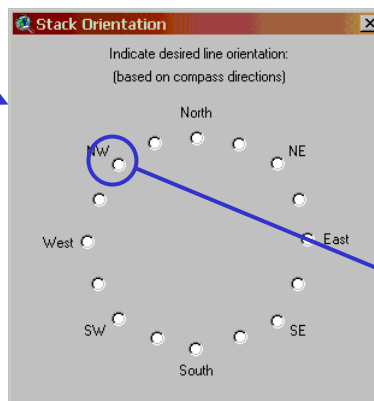 Stack Orientation
Indicate desired line orientation:
(based on compass directions)
North
NW
NE
West
East
SW
SE
South